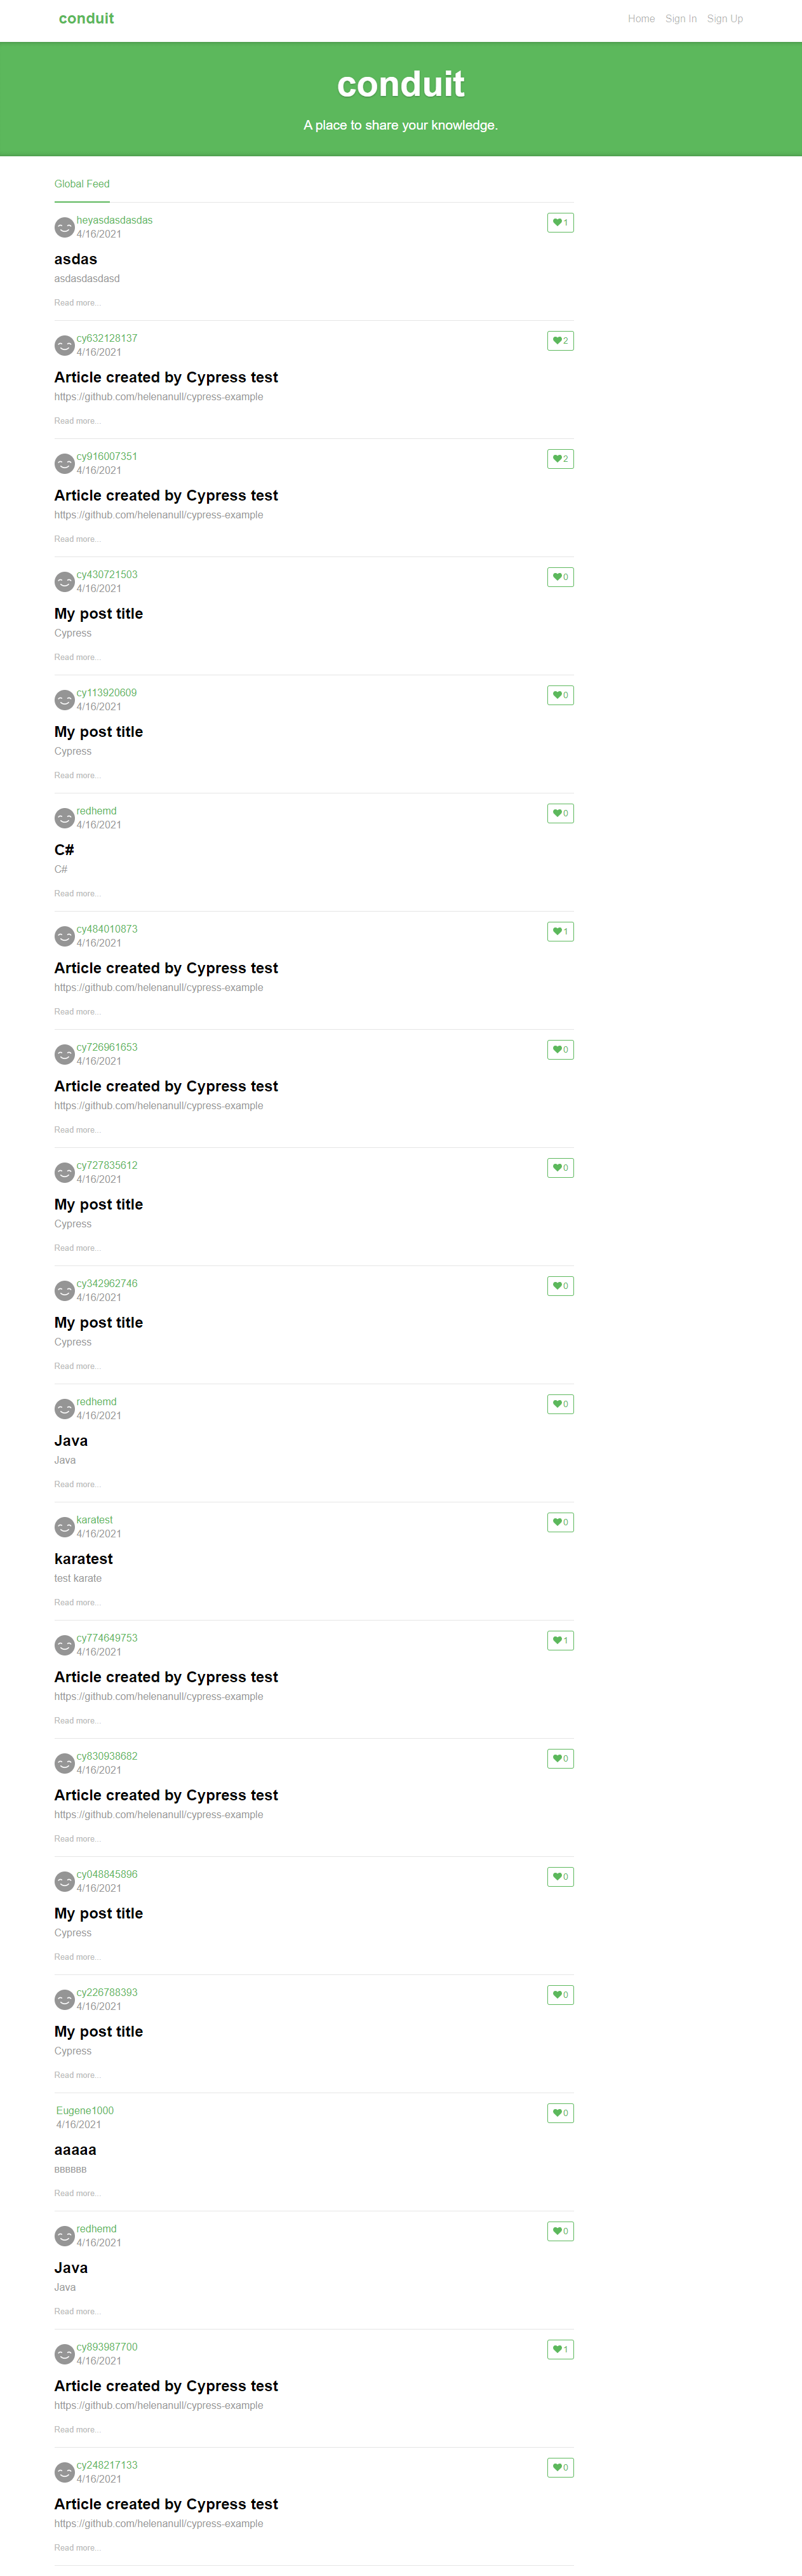 conduit
Home Sign In Sign Up
conduit
A place to share your knowledge.
Global Feed
heyasdasdasdas
4/16/2021
1
asdas
asdasdasdasd
Read more...
cy632128137
4/16/2021
2
Article created by Cypress test
https://github.com/helenanull/cypress-example
Read more...
cy916007351
4/16/2021
2
Article created by Cypress test
https://github.com/helenanull/cypress-example
Read more...
cy430721503
4/16/2021
0
My post title
Cypress
Read more...
cy113920609
4/16/2021
0
My post title
Cypress
Read more...
redhemd
4/16/2021
0
C#
C#
Read more...
cy484010873
4/16/2021
1
Article created by Cypress test
https://github.com/helenanull/cypress-example
Read more...
cy726961653
4/16/2021
0
Article created by Cypress test
https://github.com/helenanull/cypress-example
Read more...
cy727835612
4/16/2021
0
My post title
Cypress
Read more...
cy342962746
4/16/2021
0
My post title
Cypress
Read more...
redhemd
4/16/2021
0
Java
Java
Read more...
karatest
4/16/2021
0
karatest
test karate
Read more...
cy774649753
4/16/2021
1
Article created by Cypress test
https://github.com/helenanull/cypress-example
Read more...
cy830938682
4/16/2021
0
Article created by Cypress test
https://github.com/helenanull/cypress-example
Read more...
cy048845896
4/16/2021
0
My post title
Cypress
Read more...
cy226788393
4/16/2021
0
My post title
Cypress
Read more...
Eugene1000
4/16/2021
0
aaaaa
вввввв
Read more...
redhemd
4/16/2021
0
Java
Java
Read more...
cy893987700
4/16/2021
1
Article created by Cypress test
https://github.com/helenanull/cypress-example
Read more...
cy248217133
4/16/2021
0
Article created by Cypress test
https://github.com/helenanull/cypress-example
Read more...